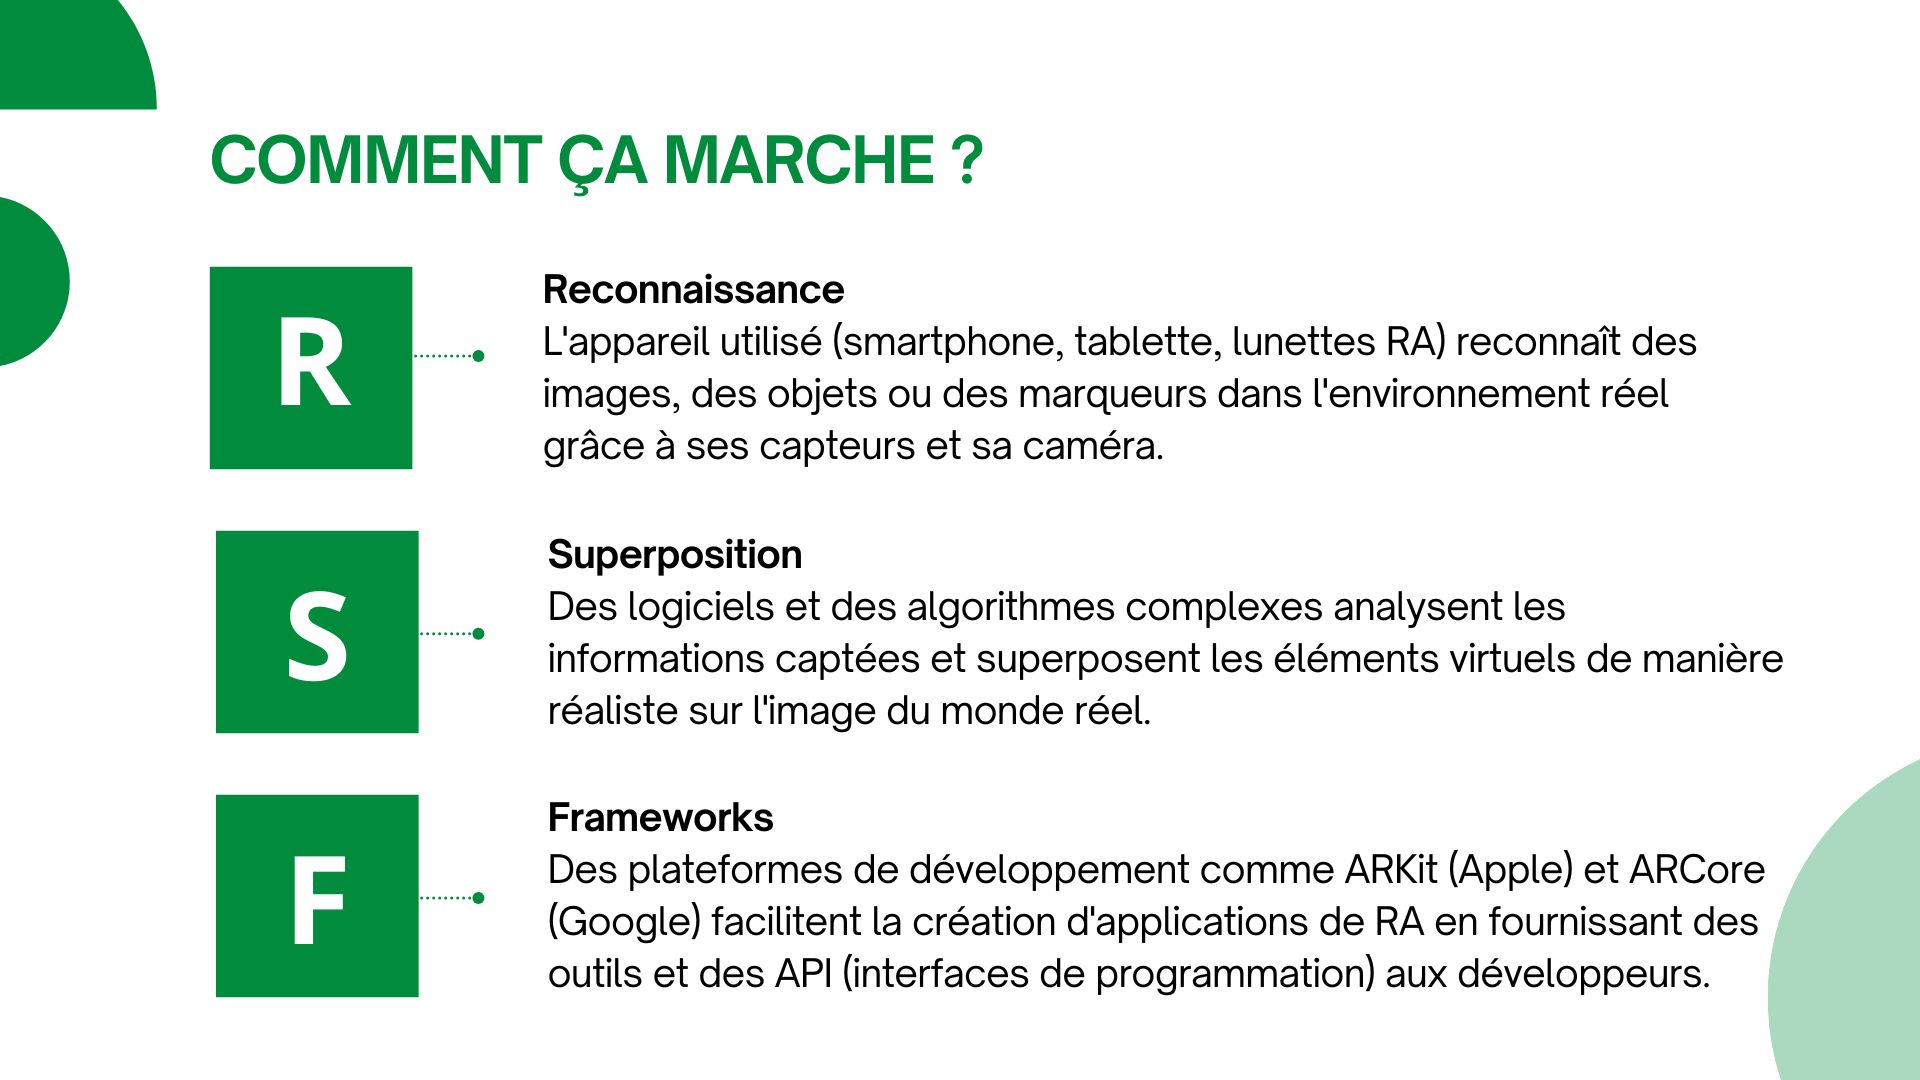 COMMENT ÇA MARCHE ?
R
Reconnaissance
L'appareil utilisé (smartphone, tablette, lunettes RA) reconnaît des
images, des objets ou des marqueurs dans l'environnement réel
grâce à ses capteurs et sa caméra.
S
Superposition
Des logiciels et des algorithmes complexes analysent les
informations captées et superposent les éléments virtuels de manière
réaliste sur l'image du monde réel.
F
Frameworks
Des plateformes de développement comme ARKit (Apple) et ARCore
(Google) facilitent la création d'applications de RA en fournissant des
outils et des API (interfaces de programmation) aux développeurs.